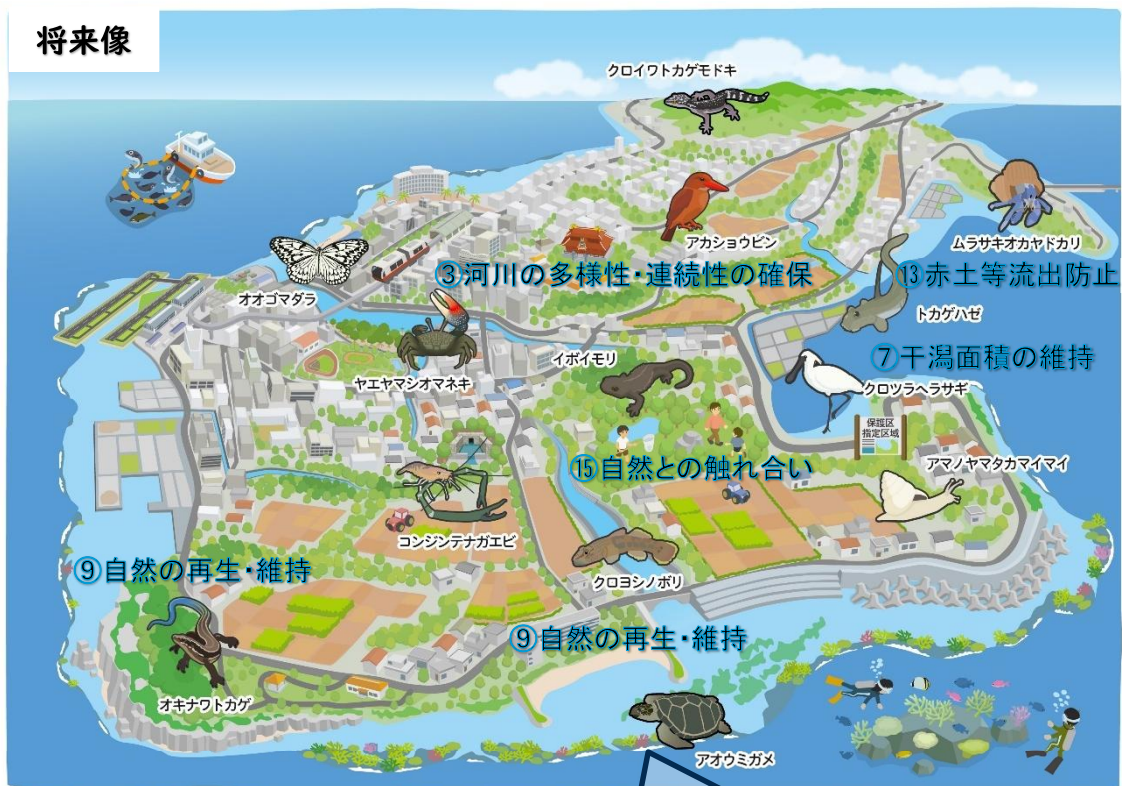 将来像
クロイワトカゲモドキ
アカショウビン
ムラサキオカヤドカリ
オオゴマダラ
③河川の多様性・連続性の確保
⑬赤土等流出防止
トカゲハゼ
イボイモリ
⑦干潟面積の維持
ヤエヤマシオマネキ
クロツラヘラサギ
保護区
指定区域
⑮自然との触れ合い
アマノヤマタカマイマイ
コンジンテナガエビ
⑨自然の再生・維持
クロヨシノボリ
⑨自然の再生・維持
オキナワトカゲ
アオウミガメ